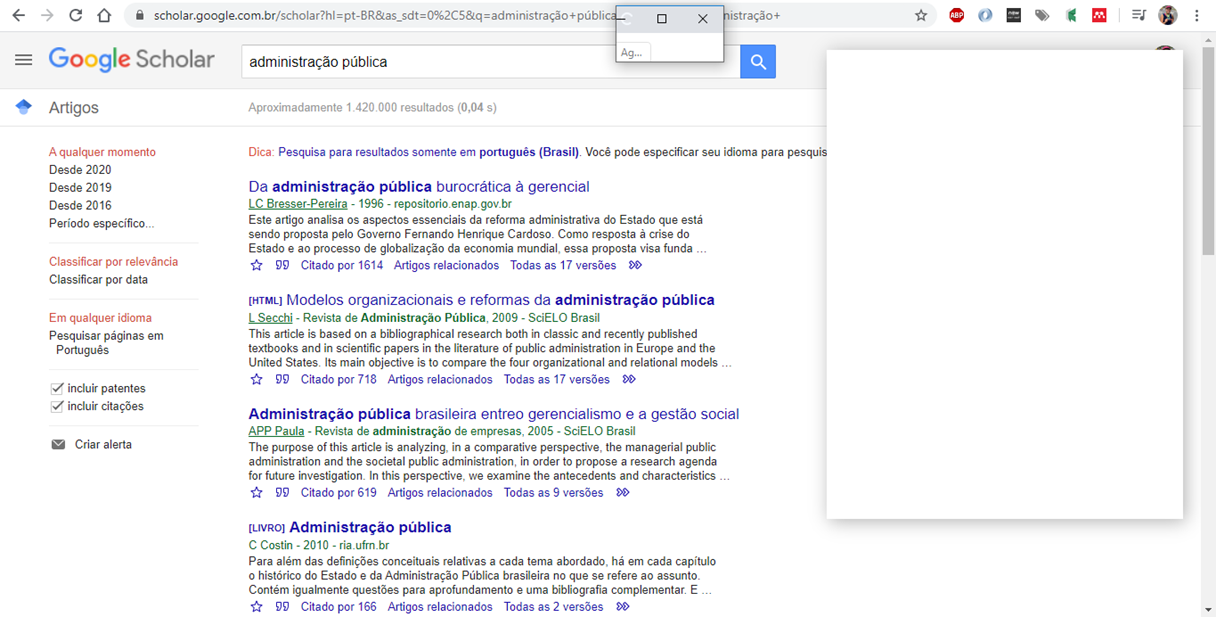 scholar.google.com.br/scholar?hl=pt-BR&as_sdt=0%2C5&q=administração+pública
nistração+
ABP
Ag...
Google Scholar
administração pública
Artigos
Aproximadamente 1.420.000 resultados (0,04 s)
A qualquer momento
Desde 2020
Desde 2019
Desde 2016
Período específico...
Classificar por relevância
Classificar por data
Em qualquer idioma
Pesquisar páginas em
Português
incluir patentes
incluir citações
Criar alerta
Dica: Pesquisa para resultados somente em português (Brasil). Você pode especificar seu idioma para pesquis
Da administração pública burocrática à gerencial
LC Bresser-Pereira - 1996 - repositorio.enap.gov.br
Este artigo analisa os aspectos essenciais da reforma administrativa do Estado que está
sendo proposta pelo Governo Fernando Henrique Cardoso. Como resposta à crise do
Estado e ao processo de globalização da economia mundial, essa proposta visa funda ...
Citado por 1614 Artigos relacionados Todas as 17 versões
[HTML] Modelos organizacionais e reformas da administração pública
L Secchi - Revista de Administração Pública, 2009 - SciELO Brasil
This article is based on a bibliographical research both in classic and recently published
textbooks and in scientific papers in the literature of public administration in Europe and the
United States. Its main objective is to compare the four organizational and relational models ...
Citado por 718 Artigos relacionados Todas as 17 versões
Administração pública brasileira entreo gerencialismo e a gestão social
APP Paula - Revista de administração de empresas, 2005 - SciELO Brasil
The purpose of this article is analyzing, in a comparative perspective, the managerial public
administration and the societal public administration, in order to propose a research agenda
for future investigation. In this perspective, we examine the antecedents and characteristics ...
Citado por 619 Artigos relacionados Todas as 9 versões
[LIVRO] Administração pública
C Costin - 2010 - ria.ufrn.br
Para além das definições conceituais relativas a cada tema abordado, há em cada capítulo
o histórico do Estado e da Administração Pública brasileira no que se refere ao assunto.
Contém igualmente questões para aprofundamento e uma bibliografia complementar. E ...
Citado por 166 Artigos relacionados Todas as 2 versões